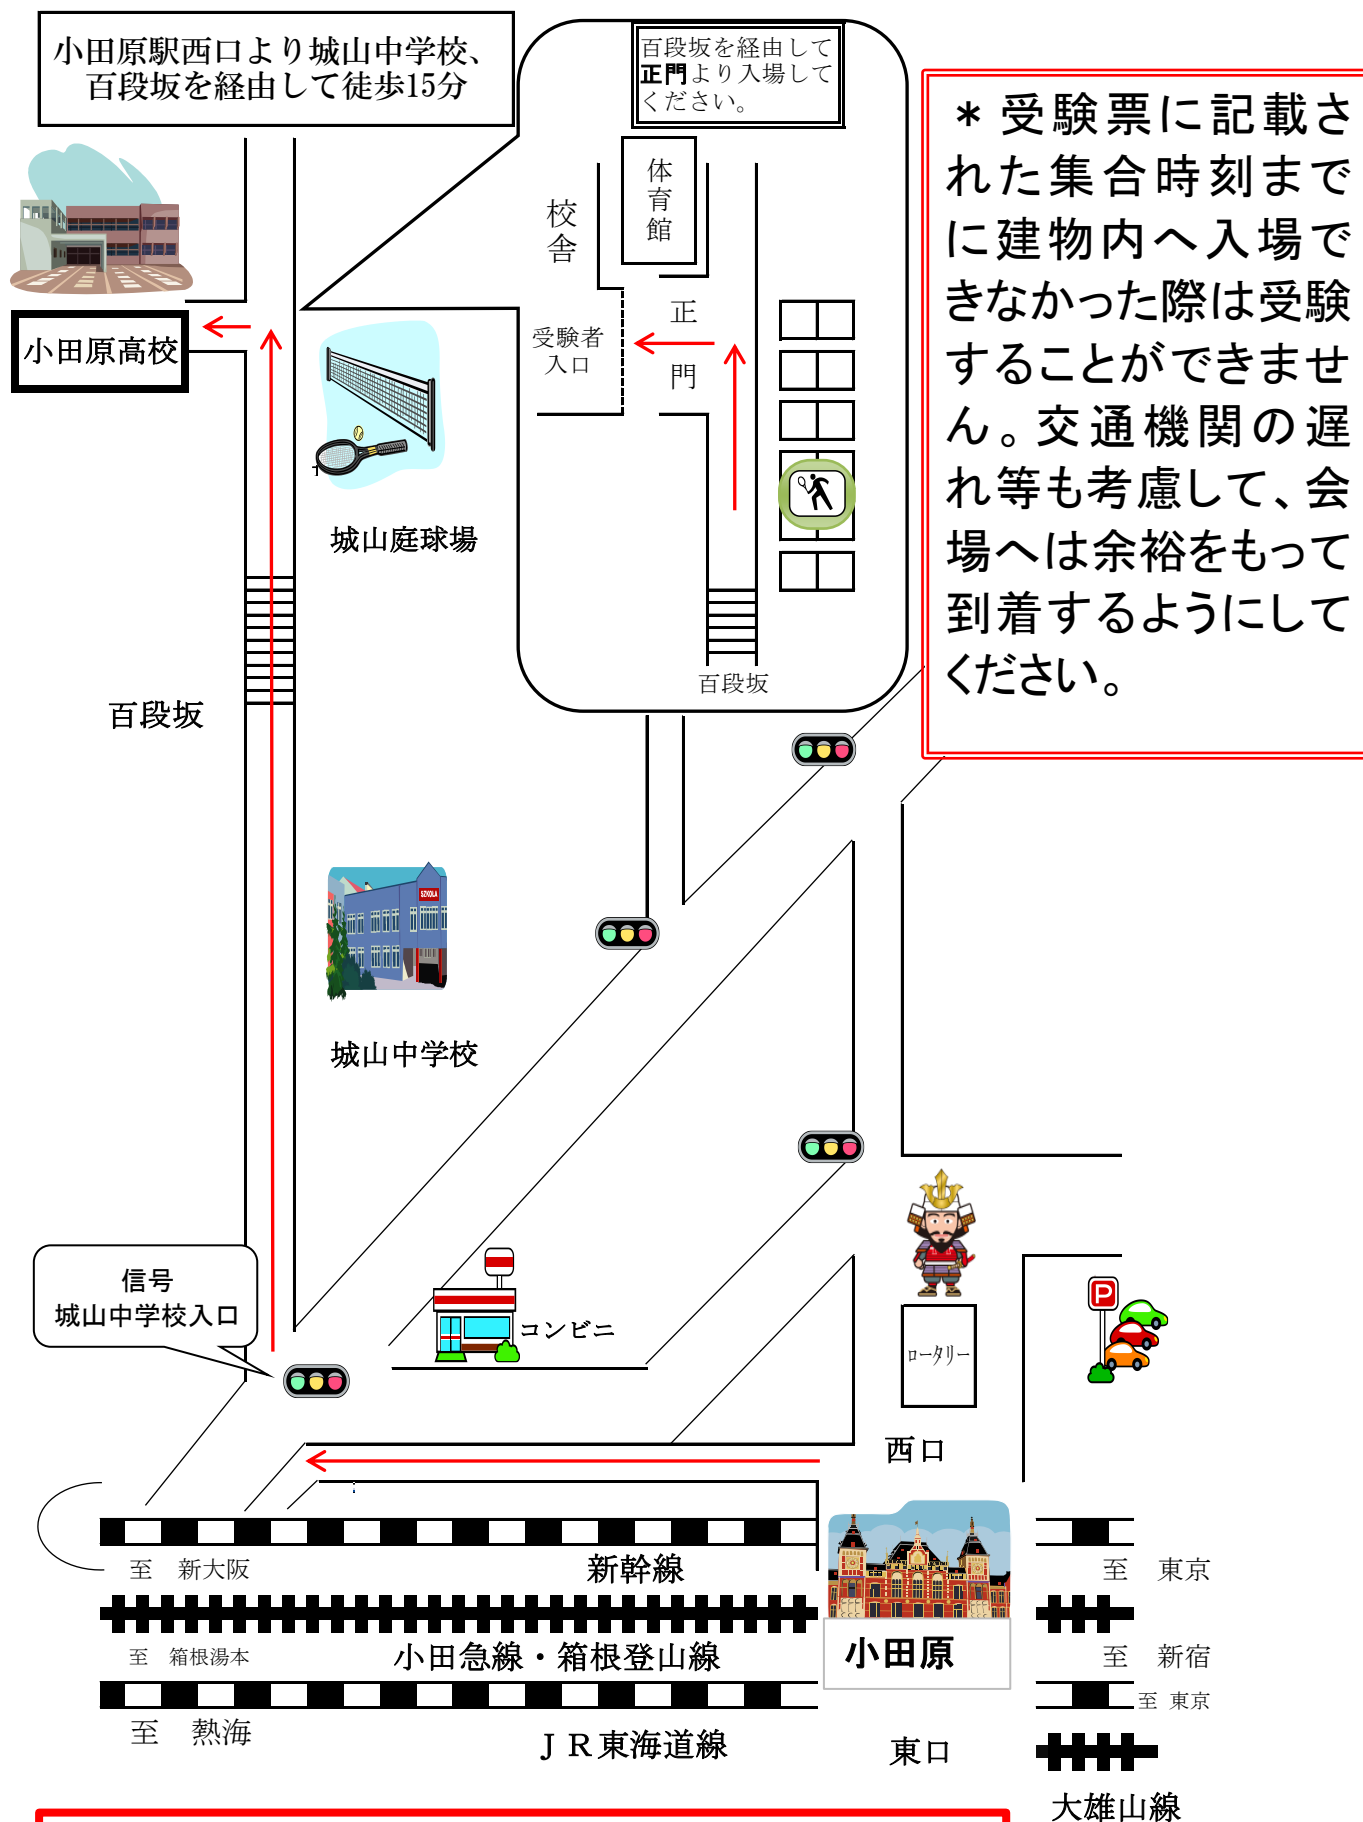 小田原駅西口より城山中学校、
百段坂を経由して徒歩15分
百段坂を経由して
正門より入場して
ください。
＊受験票に記載さ
れた集合時刻まで
に建物内へ入場で
きなかった際は受験
することができませ
ん。交通機関の遅
れ等も考慮して、会
場へは余裕をもって
到着するようにして
ください。
体育館
校舎
正門
受験者
入口
小田原高校
城山庭球場
百段坂
百段坂
SZKOLA
城山中学校
信号
城山中学校入口
コンビニ
ロータリー
P
西口
至　新大阪
新幹線
至　東京
至　箱根湯本
小田急線・箱根登山線
小田原
至　新宿
至　東京
至　熱海
ＪＲ東海道線
東口
大雄山線